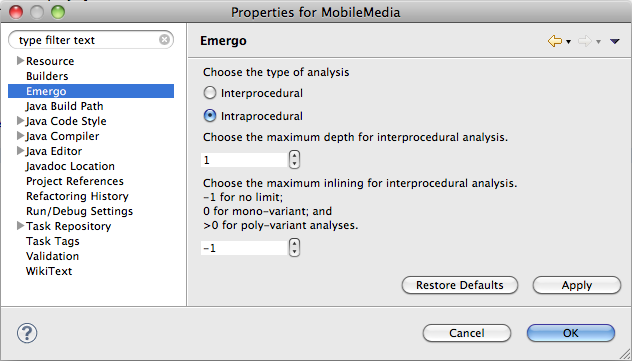 Properties for MobileMedia
type filter text
Resource
Builders
Emergo
Java Build Path
Java Code Style
Java Compiler
Java Editor
Javadoc Location
Project References
Refactoring History
Run/Debug Settings
Task Repository
Task Tags
Validation
WikiText
Emergo
Choose the type of analysis
Interprocedural
Intraprocedural
Choose the maximum depth for interprocedural analysis.
1
Choose the maximum inlining for interprocedural analysis.
-1 for no limit;
0 for mono-variant; and
>0 for poly-variant analyses.
-1
Restore Defaults
Apply
?
Cancel
OK